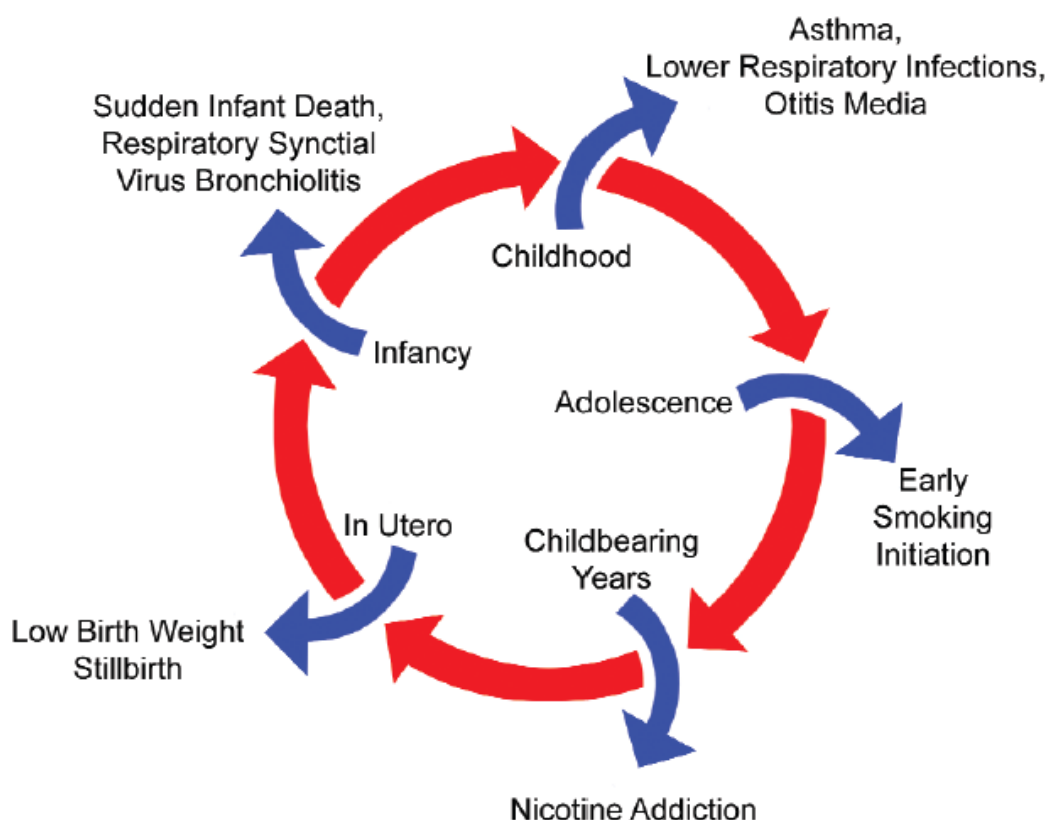 Asthma,
Lower Respiratory Infections,
Otitis Media
Sudden Infant Death,
Respiratory Synctial
Virus Bronchiolitis
Childhood
Infancy
Adolescence
Early
Smoking
Initiation
In Utero
Childbearing
Years
Low Birth Weight
Stillbirth
Nicotine Addiction